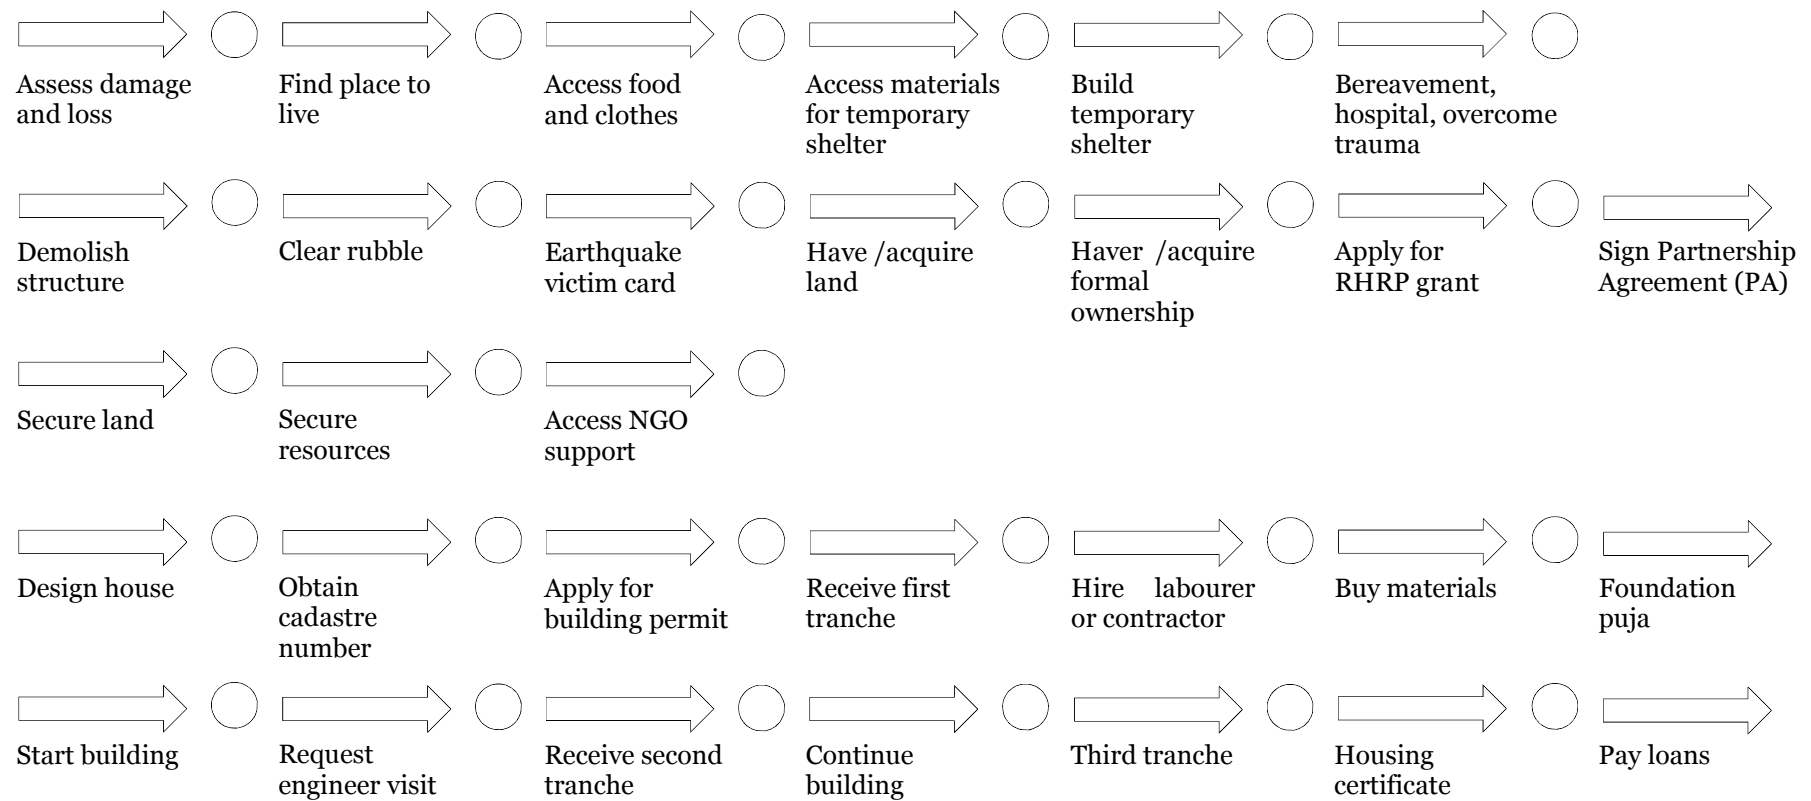 Assess damage
and loss
Find place to
live
Access food
and clothes
Access materials
for temporary
shelter
Build
temporary
shelter
Bereavement,
hospital, overcome
trauma
Demolish
structure
Clear rubble
Earthquake
victim card
Have /acquire
land
Haver /acquire
formal
ownership
Apply for
RHRP grant
Sign Partnership
Agreement (PA)
Secure land
Secure
resources
Access NGO
support
Design house
Obtain
cadastre
number
Apply for
building permit
Receive first
tranche
Hire labourer
or contractor
Buy materials
Foundation
puja
Start building
Request
engineer visit
Receive second
tranche
Continue
building
Third tranche
Housing
certificate
Pay loans